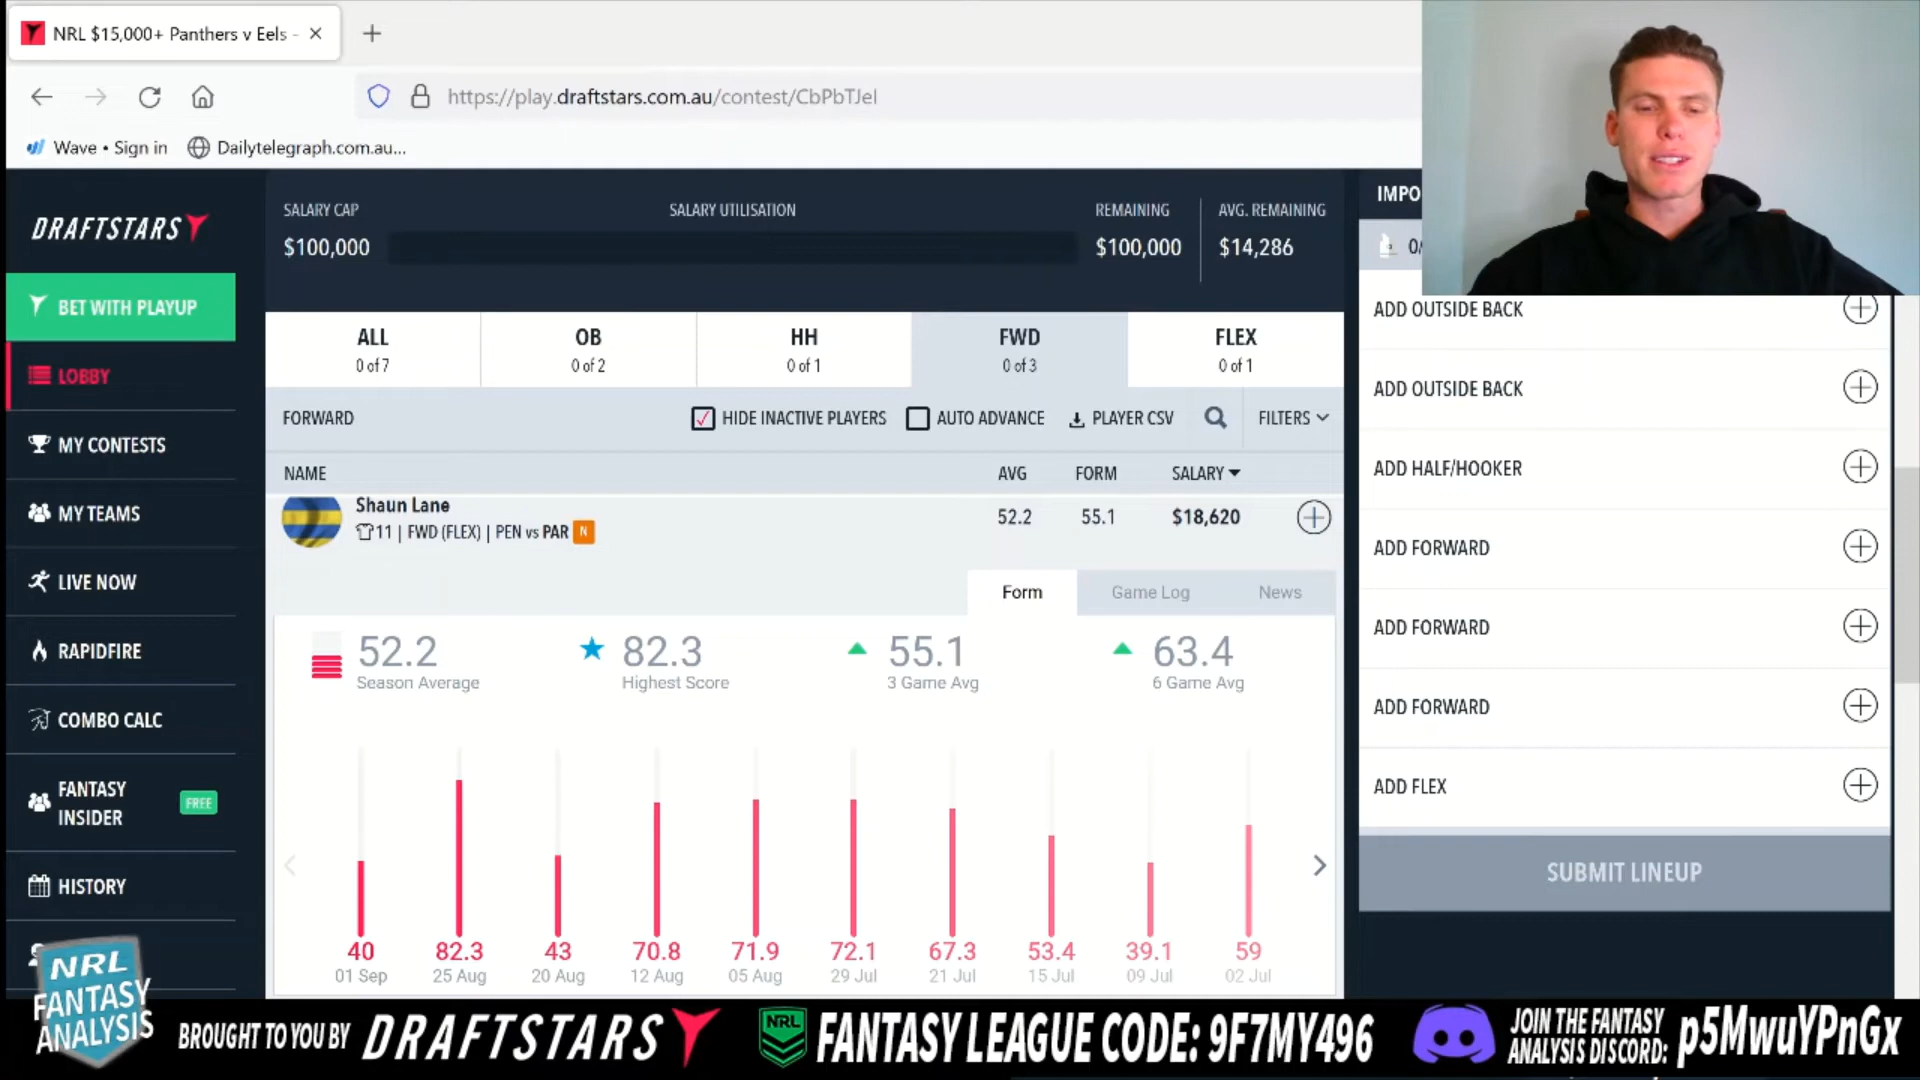 NRL $15,000+ Panthers v Eels -
https://play.draftstars.com.au/contest/CbPbTJeI
Wave • Sign in
Dailytelegraph.com.au...
DRAFTSTARS
BET WITH PLAYUP
LOBBY
MY CONTESTS
MY TEAMS
LIVE NOW
RAPIDFIRE
COMBO CALC
FANTASY
INSIDER
FREE
HISTORY
SALARY CAP
$100,000
SALARY UTILISATION
REMAINING
$100,000
AVG. REMAINING
$14,286
ALL
0 of 7
OB
0 of 2
HH
0 of 1
FWD
0 of 3
FLEX
0 of 1
FORWARD
HIDE INACTIVE PLAYERS
AUTO ADVANCE
PLAYER CSV
FILTERS
NAME AVG FORM SALARY
Shaun Lane
11 | FWD (FLEX) | PEN vs PAR N
52.2 55.1 $18,620
Form Game Log News
52.2
Season Average
82.3
Highest Score
55.1
3 Game Avg
63.4
6 Game Avg
40 82.3 43 70.8 71.9 72.1 67.3 53.4 39.1 59
01 Sep 25 Aug 20 Aug 12 Aug 05 Aug 29 Jul 21 Jul 15 Jul 09 Jul 02 Jul
IMPO
0/
ADD OUTSIDE BACK
ADD OUTSIDE BACK
ADD HALF/HOOKER
ADD FORWARD
ADD FORWARD
ADD FORWARD
ADD FLEX
SUBMIT LINEUP
NRL
FANTASY
ANALYSIS
BROUGHT TO YOU BY DRAFTSTARS
NRL
FANTASY LEAGUE CODE: 9F7MY496
JOIN THE FANTASY
ANALYSIS DISCORD:
p5MwuYPnGx